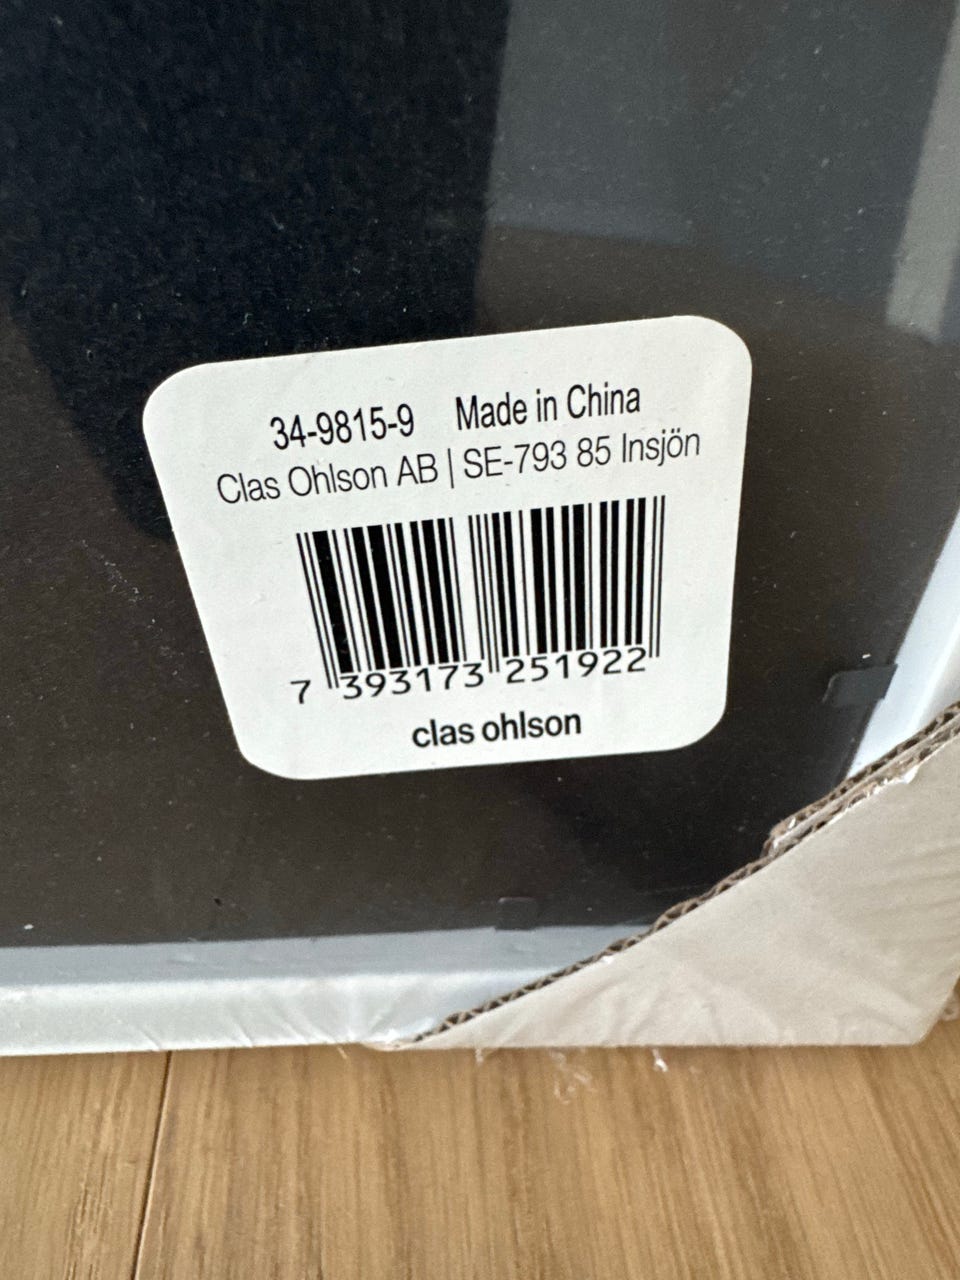 34-9815-9 Made in China
Clas Ohlson AB | SE-793 85 Insjön
7 393173 251922
clas ohlson